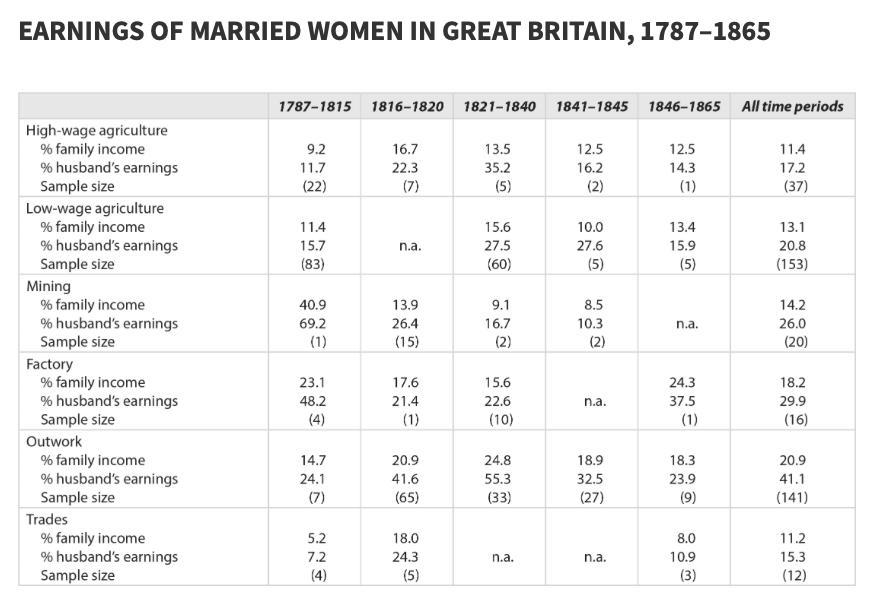 EARNINGS OF MARRIED WOMEN IN GREAT BRITAIN, 1787–1865
1787–1815 1816–1820 1821–1840 1841–1845 1846–1865 All time periods
High-wage agriculture
% family income 9.2 16.7 13.5 12.5 12.5 11.4
% husband's earnings 11.7 22.3 35.2 16.2 14.3 17.2
Sample size (22) (7) (5) (2) (1) (37)
Low-wage agriculture
% family income 11.4 15.6 10.0 13.4 13.1
% husband's earnings 15.7 n.a. 27.5 27.6 15.9 20.8
Sample size (83) (60) (5) (5) (153)
Mining
% family income 40.9 13.9 9.1 8.5 14.2
% husband's earnings 69.2 26.4 16.7 10.3 n.a. 26.0
Sample size (1) (15) (2) (2) (20)
Factory
% family income 23.1 17.6 15.6 24.3 18.2
% husband's earnings 48.2 21.4 22.6 n.a. 37.5 29.9
Sample size (4) (1) (10) (1) (16)
Outwork
% family income 14.7 20.9 24.8 18.9 18.3 20.9
% husband's earnings 24.1 41.6 55.3 32.5 23.9 41.1
Sample size (7) (65) (33) (27) (9) (141)
Trades
% family income 5.2 18.0 8.0 11.2
% husband's earnings 7.2 24.3 n.a. n.a. 10.9 15.3
Sample size (4) (5) (3) (12)